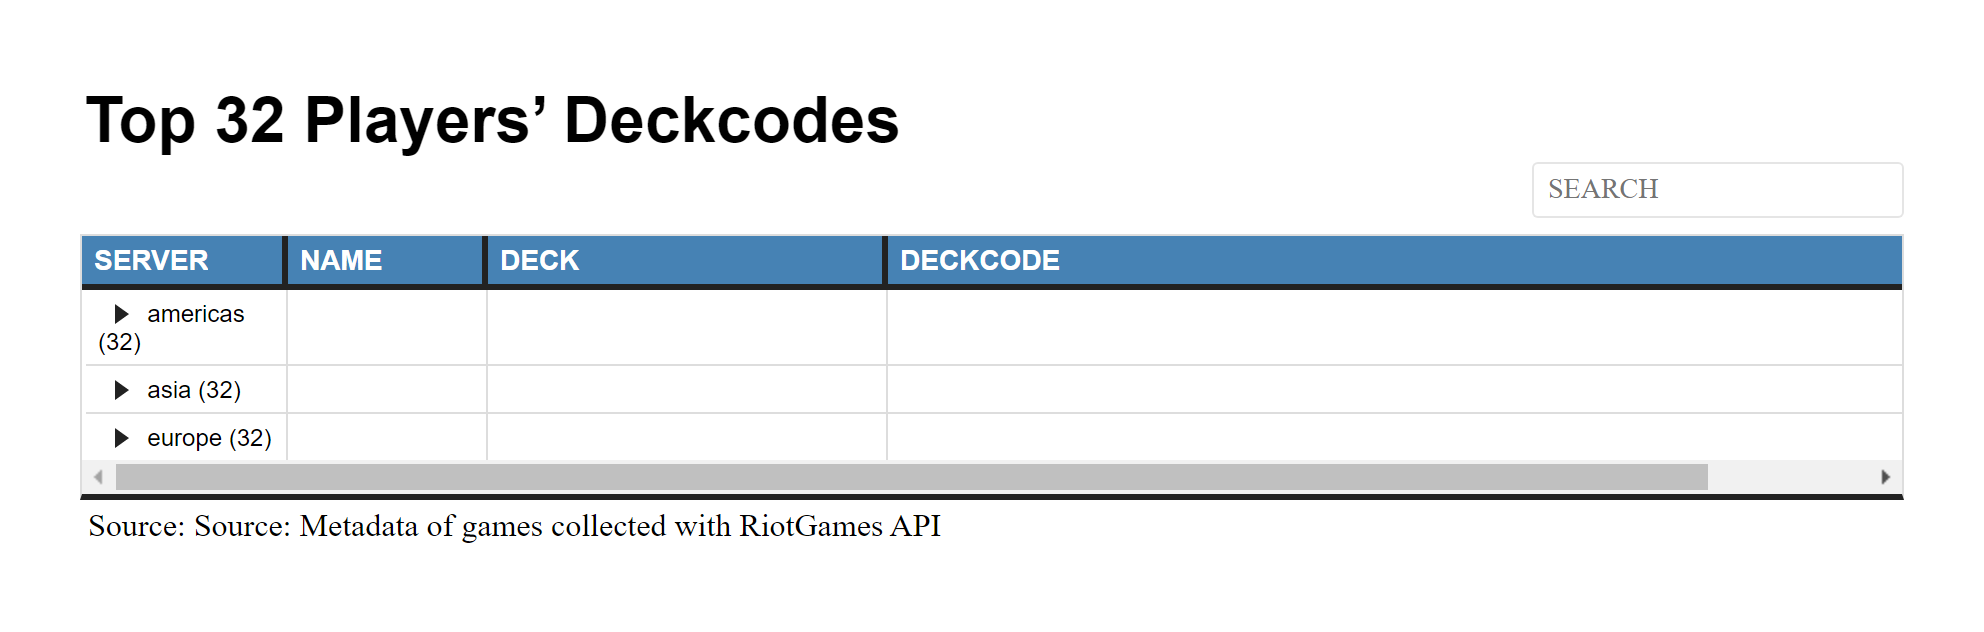 Top 32 Players’ Deckcodes
SEARCH
SERVER NAME DECK DECKCODE
americas
(32)
asia (32)
europe (32)
Source: Source: Metadata of games collected with RiotGames API